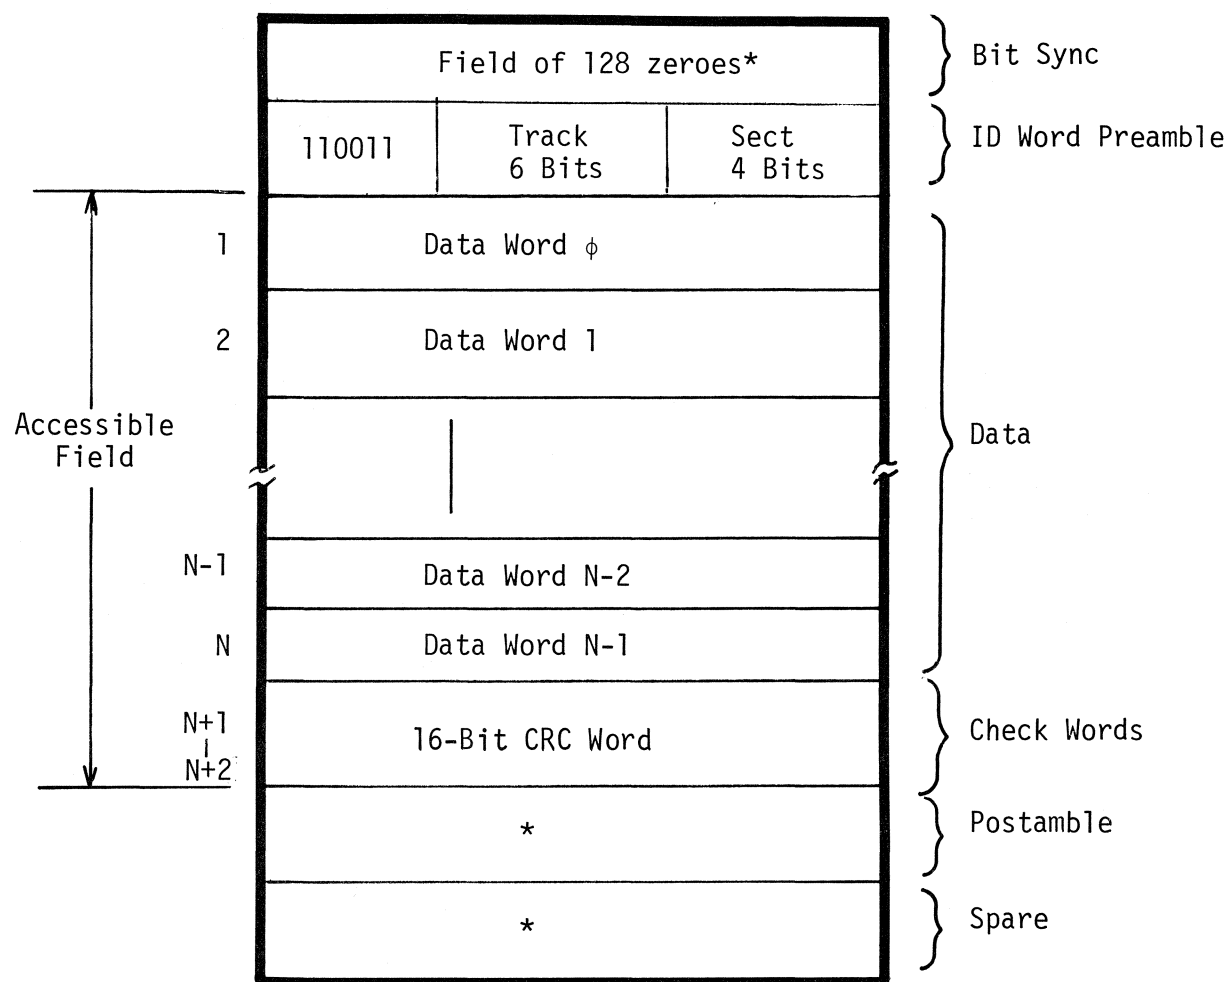 Field of 128 zeroes*
Bit Sync
110011
Track
6 Bits
Sect
4 Bits
ID Word Preamble
1
Data Word ϕ
2
Data Word 1
Accessible
Field
Data
N-1
Data Word N-2
N
Data Word N-1
N+1
N+2
16-Bit CRC Word
Check Words
*
Postamble
*
Spare